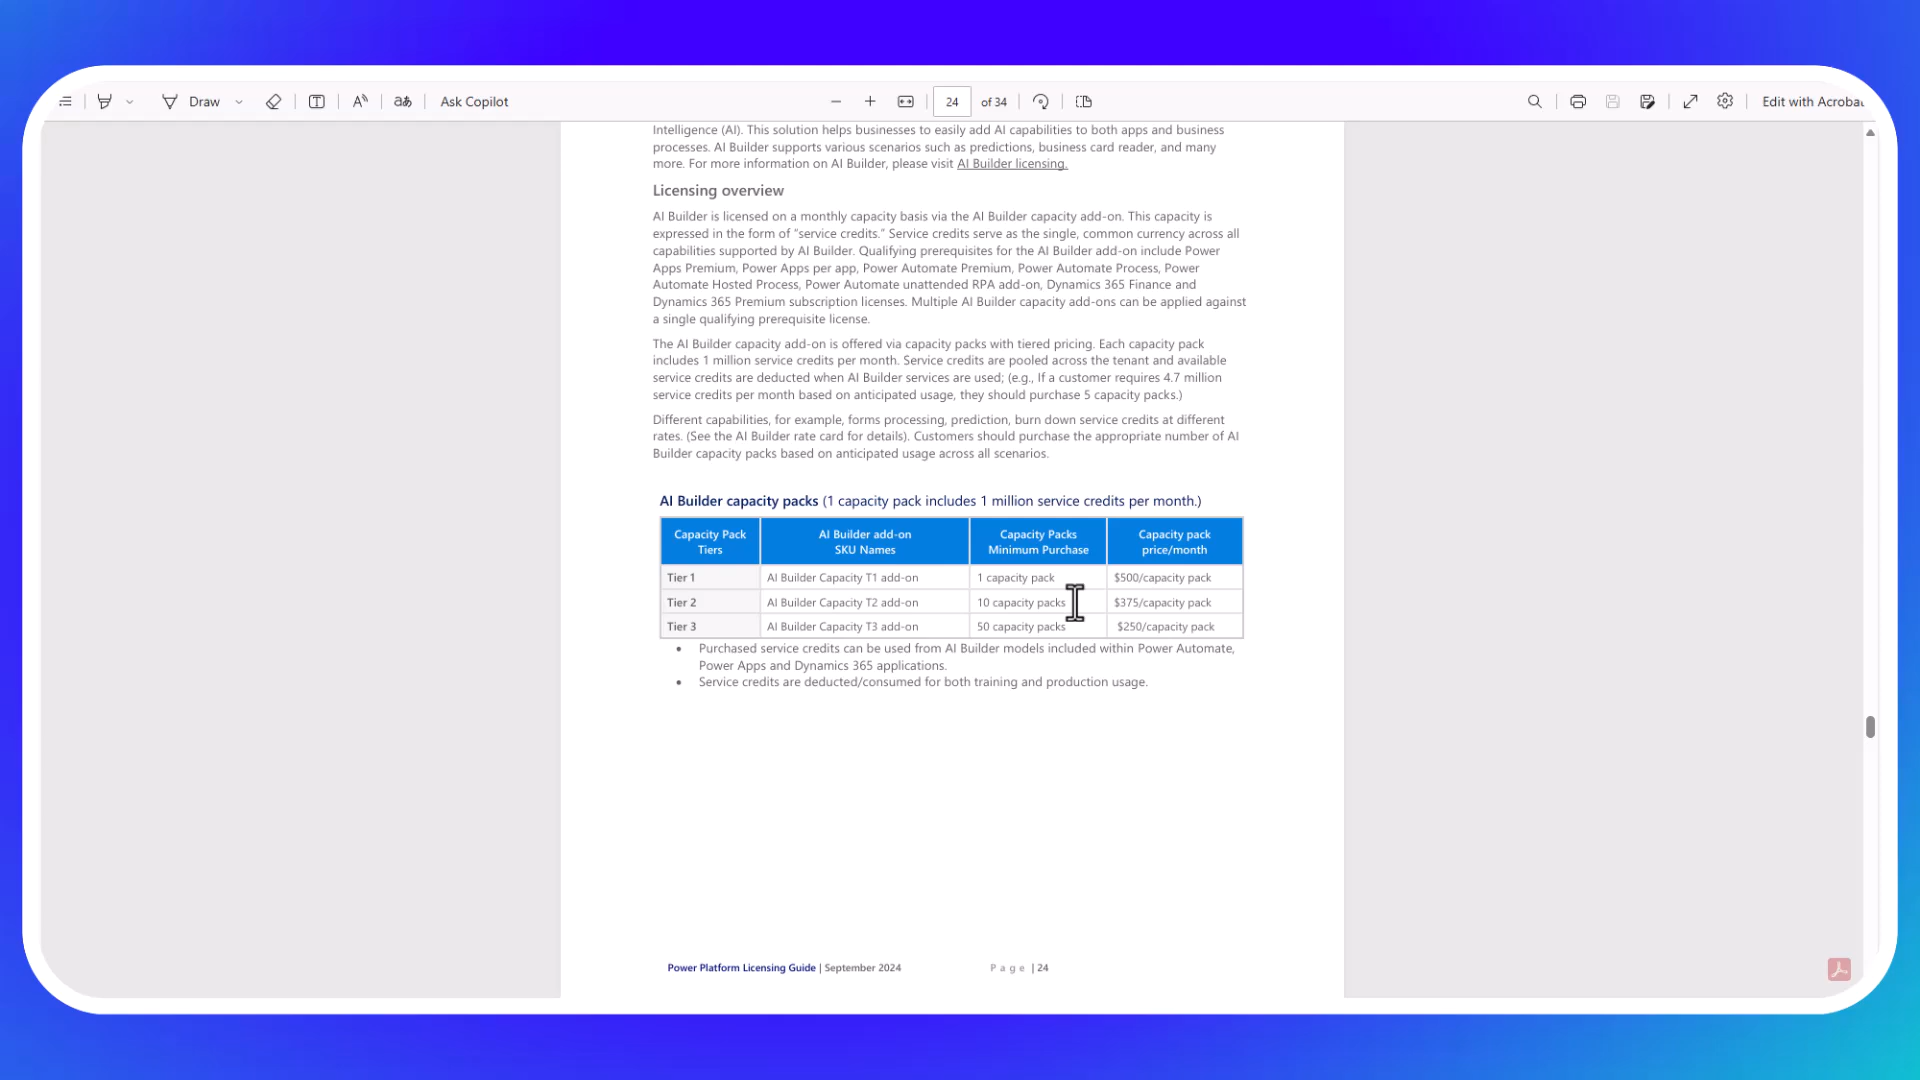 Draw
Ask Copilot
24 of 34
Edit with Acroba
Intelligence (AI). This solution helps businesses to easily add AI capabilities to both apps and business
processes. AI Builder supports various scenarios such as predictions, business card reader, and many
more. For more information on AI Builder, please visit AI Builder licensing.
Licensing overview
AI Builder is licensed on a monthly capacity basis via the AI Builder capacity add-on. This capacity is
expressed in the form of “service credits.” Service credits serve as the single, common currency across all
capabilities supported by AI Builder. Qualifying prerequisites for the AI Builder add-on include Power
Apps Premium, Power Apps per app, Power Automate Premium, Power Automate Process, Power
Automate Hosted Process, Power Automate unattended RPA add-on, Dynamics 365 Finance and
Dynamics 365 Premium subscription licenses. Multiple AI Builder capacity add-ons can be applied against
a single qualifying prerequisite license.
The AI Builder capacity add-on is offered via capacity packs with tiered pricing. Each capacity pack
includes 1 million service credits per month. Service credits are pooled across the tenant and available
service credits are deducted when AI Builder services are used; (e.g., If a customer requires 4.7 million
service credits per month based on anticipated usage, they should purchase 5 capacity packs.)
Different capabilities, for example, forms processing, prediction, burn down service credits at different
rates. (See the AI Builder rate card for details). Customers should purchase the appropriate number of AI
Builder capacity packs based on anticipated usage across all scenarios.
AI Builder capacity packs (1 capacity pack includes 1 million service credits per month.)
Capacity Pack Tiers AI Builder add-on SKU Names Capacity Packs Minimum Purchase Capacity pack price/month
Tier 1 AI Builder Capacity T1 add-on 1 capacity pack $500/capacity pack
Tier 2 AI Builder Capacity T2 add-on 10 capacity packs $375/capacity pack
Tier 3 AI Builder Capacity T3 add-on 50 capacity packs $250/capacity pack
• Purchased service credits can be used from AI Builder models included within Power Automate,
Power Apps and Dynamics 365 applications.
• Service credits are deducted/consumed for both training and production usage.
Power Platform Licensing Guide | September 2024 Page | 24